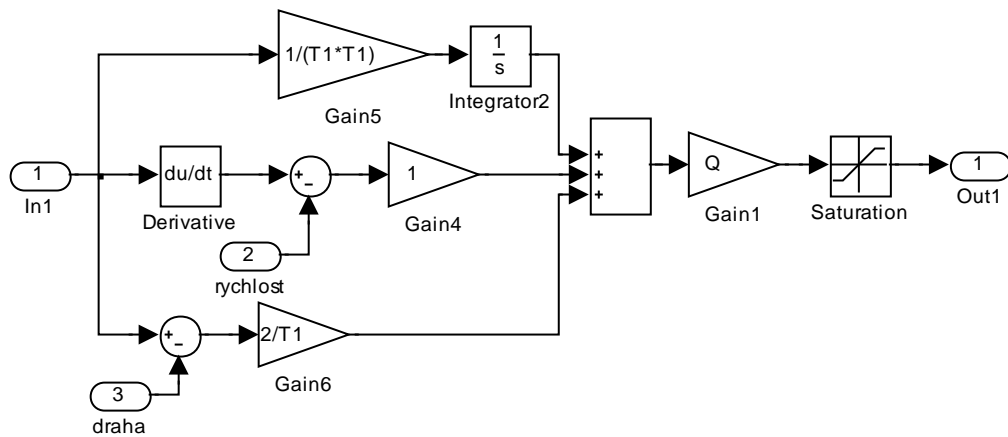 1/(T1*T1)
1
s
Integrator2
Gain5
1
In1
du/dt
Derivative
+
−
1
Gain4
+
+
+
Q
Gain1
Saturation
1
Out1
2
rychlost
+
−
2/T1
Gain6
3
draha